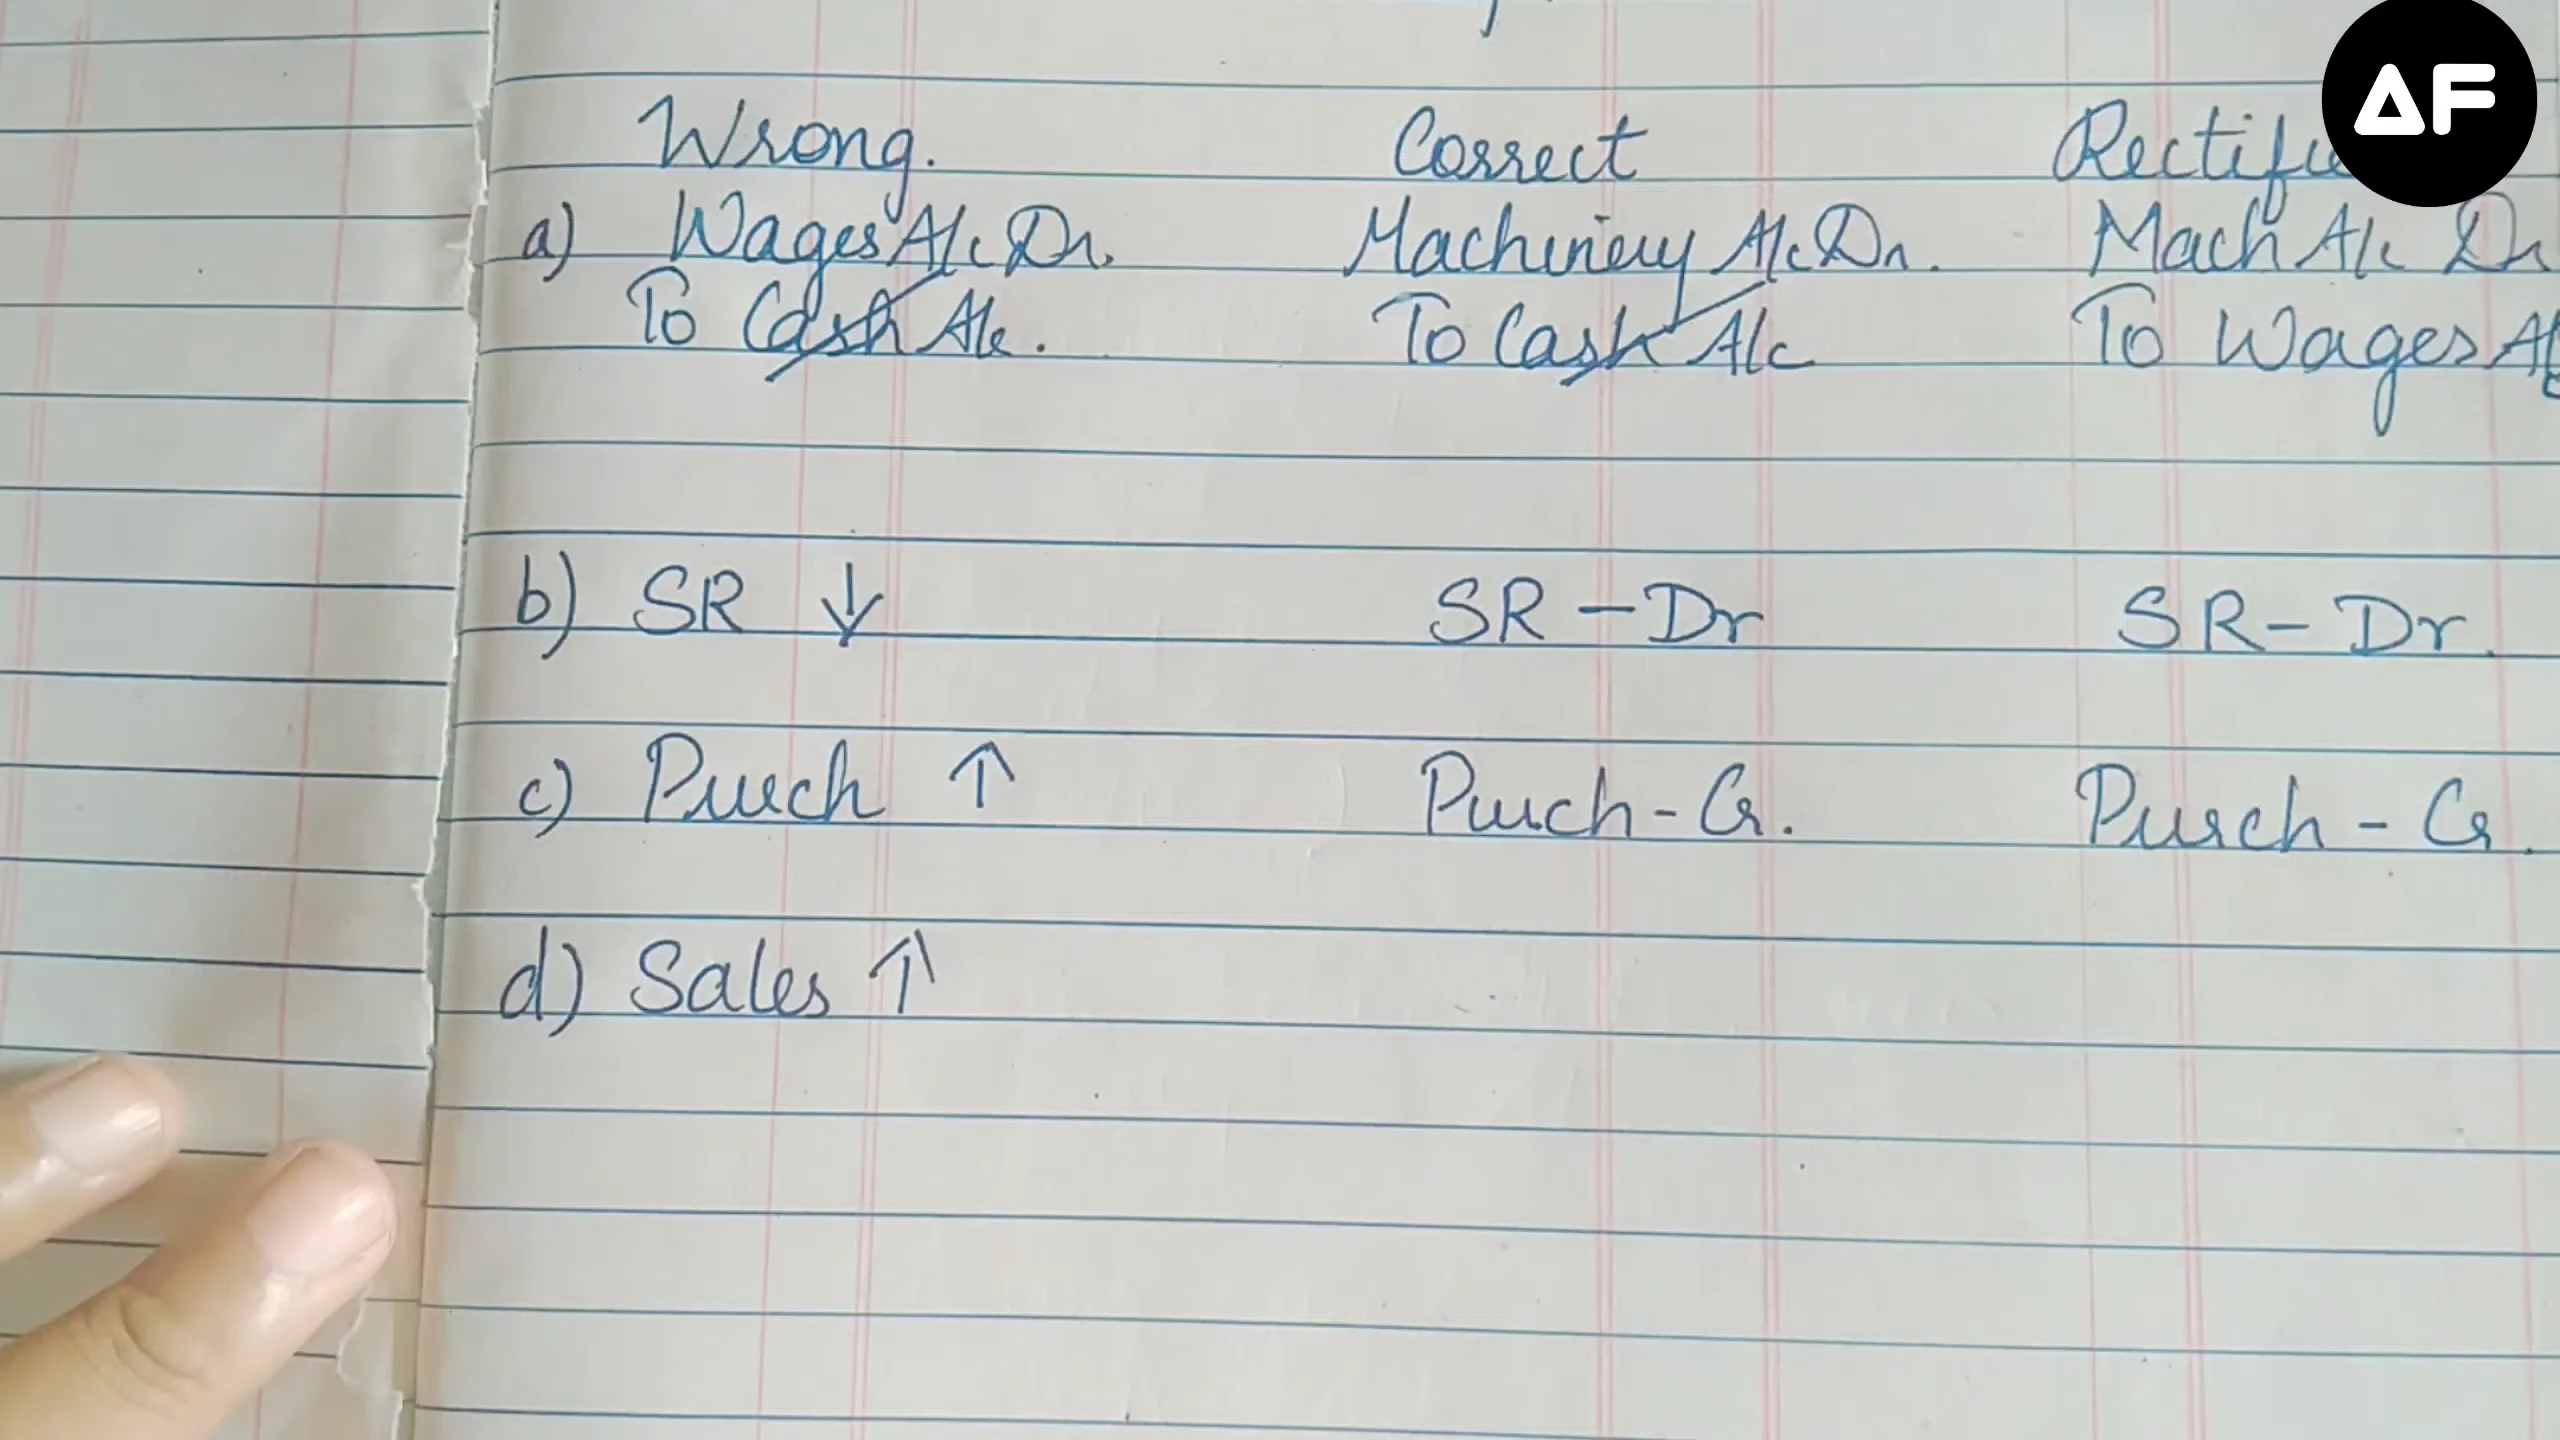 AF
Wrong. Correct Rectifie
a) Wages A/c Dr. Machinery A/c Dr. Mach A/c Dr
To Cash A/c. To Cash A/c To Wages A/c
b) SR ↓ SR - Dr SR - Dr.
c) Purch ↑ Purch - Cr. Purch - Cr.
d) Sales ↑